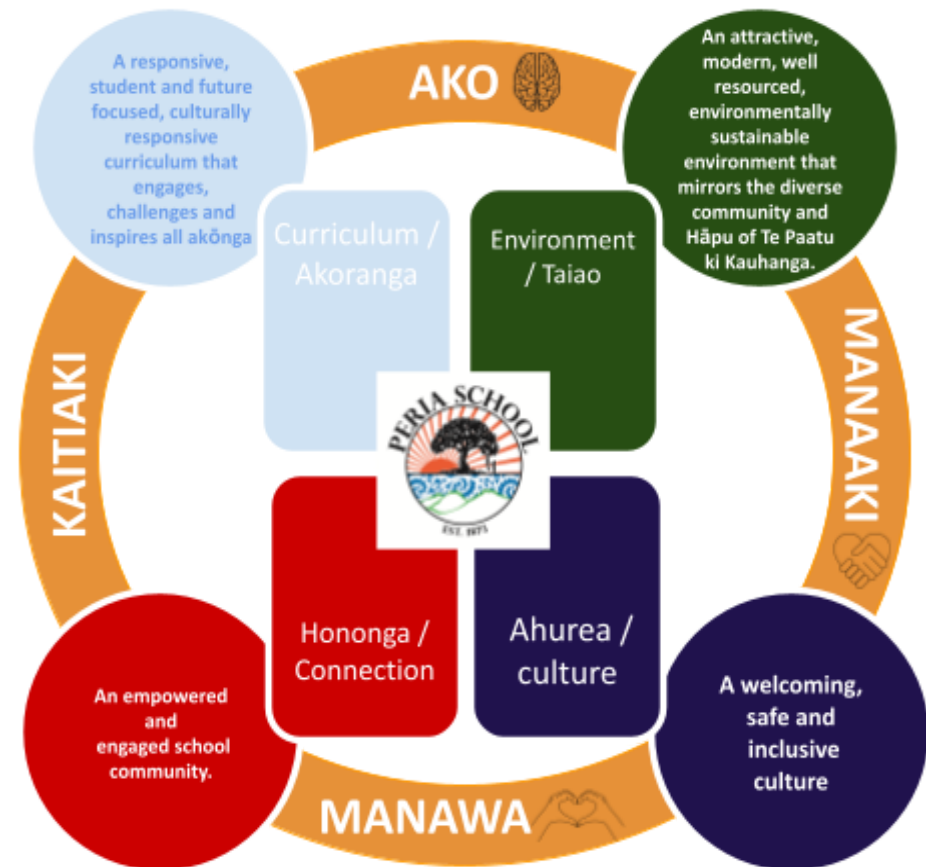 AKO
A responsive,
student and future
focused, culturally
responsive
curriculum that
engages,
challenges and
inspires all akōnga
An attractive,
modern, well
resourced,
environmentally
sustainable
environment that
mirrors the diverse
community and
Hāpu of Te Paatu
ki Kauhanga.
Curriculum /
Akoranga
Environment
/ Taiao
KAITIAKI
MANAAKI
PERIA SCHOOL
EST. 1873
Hononga /
Connection
Ahurea /
culture
An empowered
and
engaged school
community.
A welcoming,
safe and
inclusive
culture
MANAWA